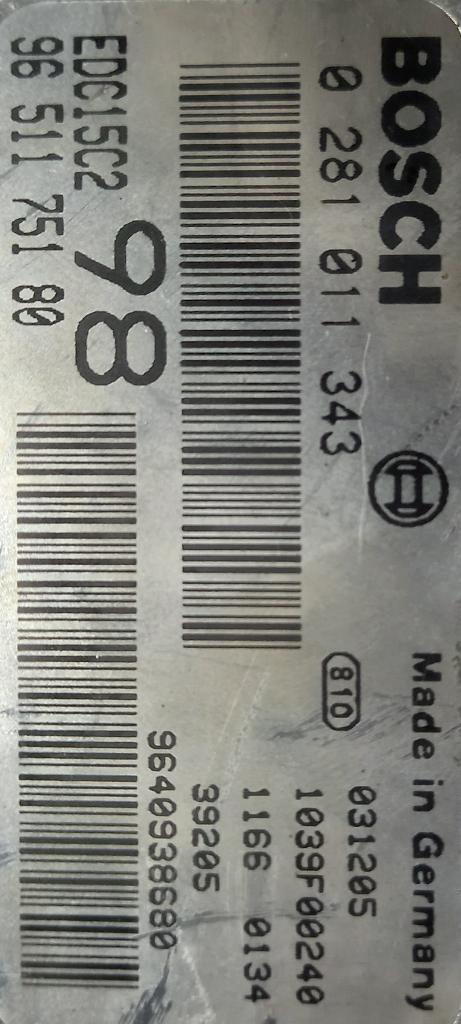 BOSCH
Made in Germany
0 281 011 343
810
031205
1039F00240
1166 0134
39205
9640938680
EDC15C2
98
96 511 751 80